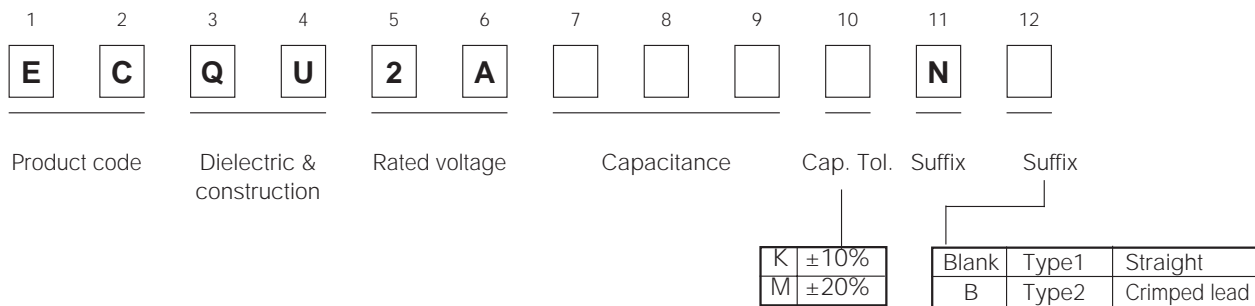 1 2 3 4 5 6 7 8 9 10 11 12
E C Q U 2 A N
Product code Dielectric & Rated voltage Capacitance Cap. Tol. Suffix Suffix
construction
K ±10% Blank Type1 Straight
M ±20% B Type2 Crimped lead